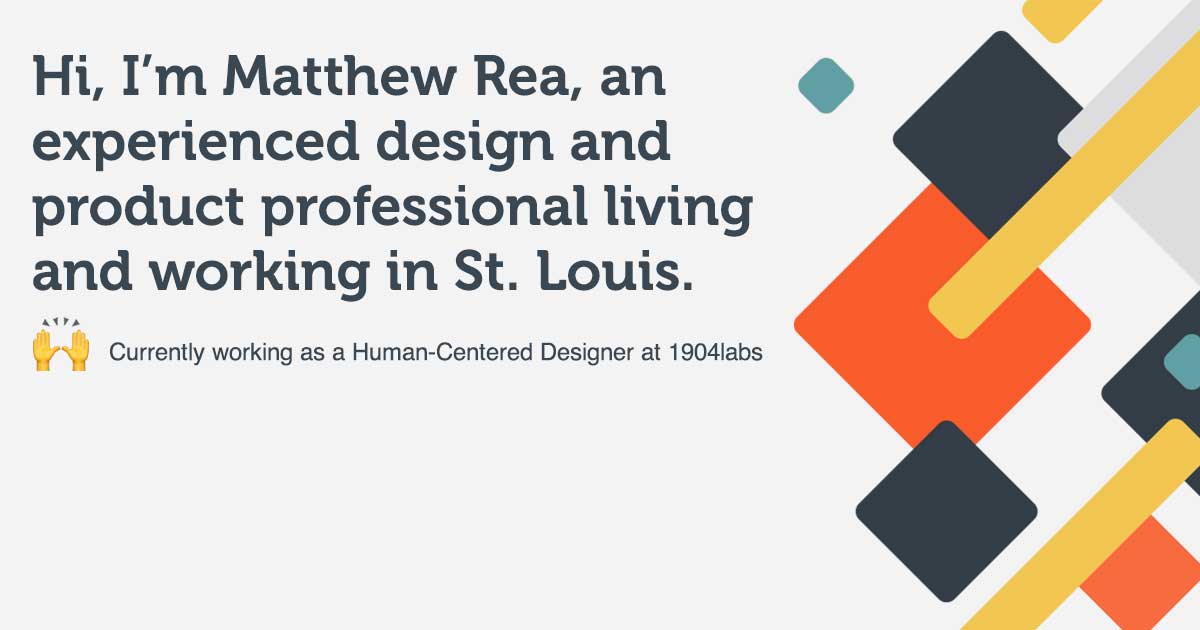 Hi, I’m Matthew Rea, an
experienced design and
product professional living
and working in St. Louis.
🙌 Currently working as a Human-Centered Designer at 1904labs